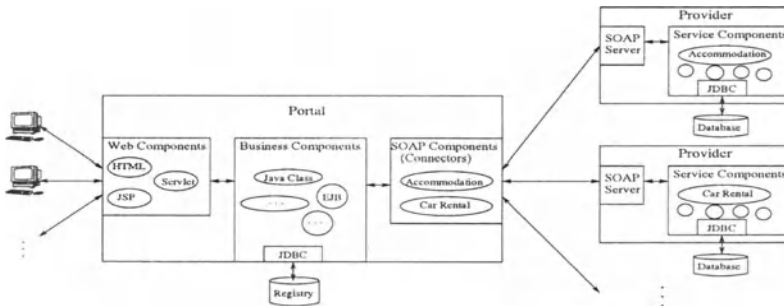 Portal
Web Components
HTML
Servlet
JSP
Business Components
Java Class
. . .
EJB
. . .
JDBC
Registry
SOAP Components
(Connectors)
Accommodation
Car Rental
Provider
SOAP
Server
Service Components
Accommodation
JDBC
Database
Provider
SOAP
Server
Service Components
Car Rental
JDBC
Database